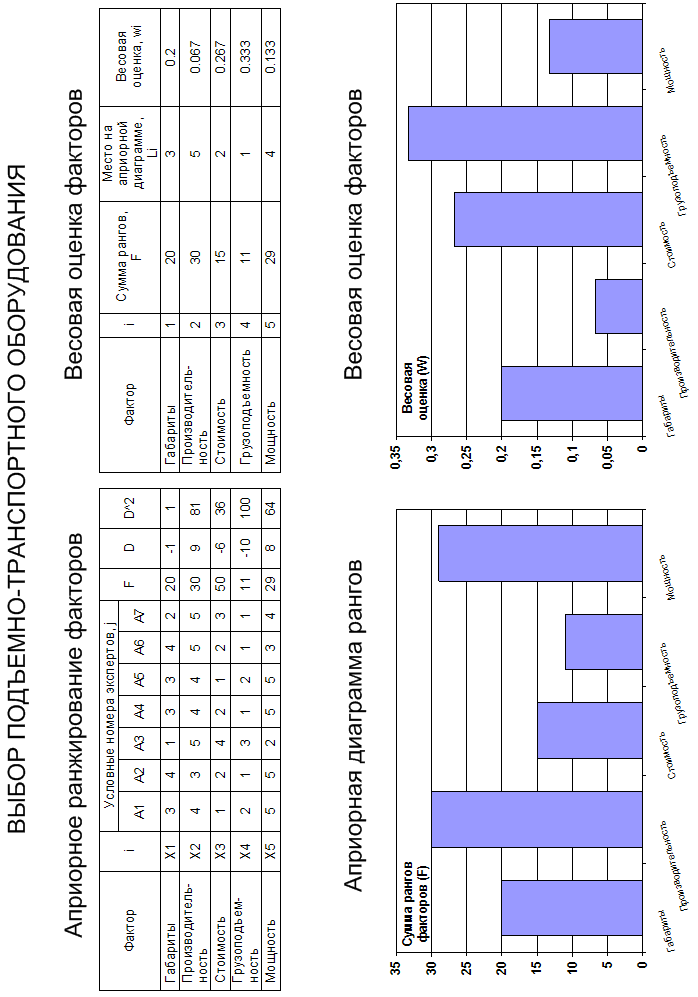 ВЫБОР ПОДЪЕМНО-ТРАНСПОРТНОГО ОБОРУДОВАНИЯ
Априорное ранжирование факторов
Фактор i Условные номера экспертов, j F D D^2
А1 А2 А3 А4 А5 А6 А7
Габариты X1 3 4 1 3 3 4 2 20 -1 1
Производитель-
ность X2 4 3 5 4 4 5 5 30 9 81
Стоимость X3 1 2 4 2 1 2 3 50 -6 36
Грузоподъем-
ность X4 2 1 3 1 2 1 1 11 -10 100
Мощность X5 5 5 2 5 5 3 4 29 8 64
Весовая оценка факторов
Фактор i Сумма рангов,
F
Место на
априорной
диаграмме,
Li
Весовая
оценка, wi
Габариты 1 20 3 0.2
Производитель-
ность 2 30 5 0.067
Стоимость 3 15 2 0.267
Грузоподъемность 4 11 1 0.333
Мощность 5 29 4 0.133
Априорная диаграмма рангов
Сумма рангов
факторов (F)
35
30
25
20
15
10
5
0
Габариты
Производительность
Стоимость
Грузоподъемность
Мощность
Весовая оценка факторов
Весовая
оценка (W)
0,35
0,3
0,25
0,2
0,15
0,1
0,05
0
Габариты
Производительность
Стоимость
Грузоподъемность
Мощность